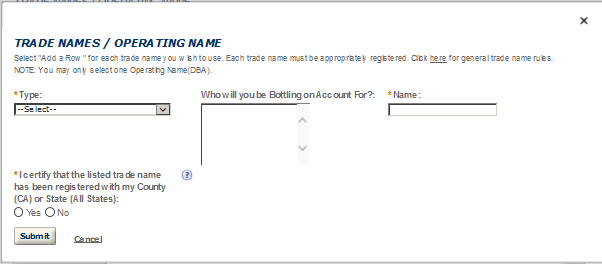 ×
TRADE NAMES / OPERATING NAME
Select "Add a Row" for each trade name you wish to use. Each trade name must be appropriately registered. Click here for general trade name rules.
NOTE: You may only select one Operating Name(DBA).
*Type: Who will you be Bottling on Account For?: *Name:
--Select--
*I certify that the listed trade name ?
has been registered with my County
(CA) or State (All States):
Yes No
Submit Cancel